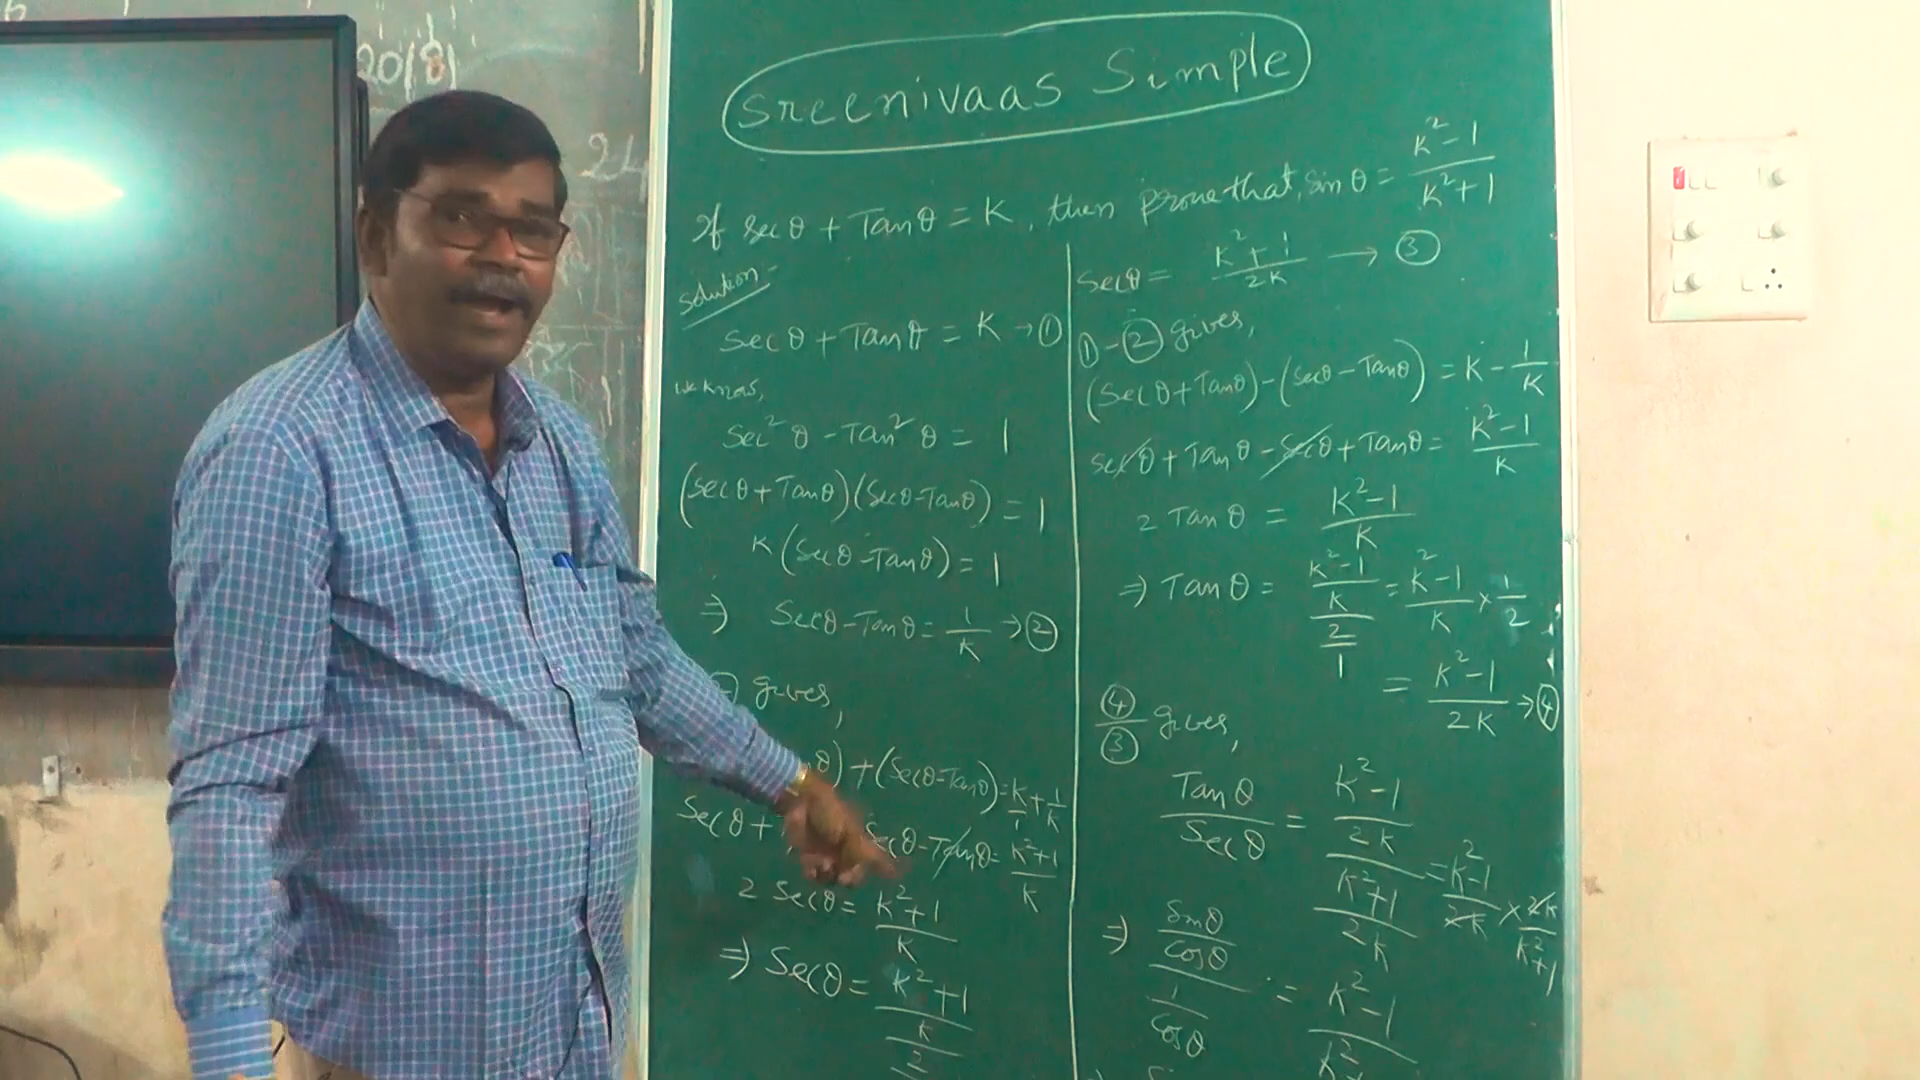 2018
24
Sreenivaas Simple
If secθ + Tanθ = K, then prove that, sinθ = (K²-1)/(K²+1)
Solution-
Secθ + Tanθ = K → ①
we know,
Sec²θ - Tan²θ = 1
(Secθ + Tanθ)(Secθ - Tanθ) = 1
K(Secθ - Tanθ) = 1
⇒ Secθ - Tanθ = 1/K → ②
gives,
θ) + (Secθ - Tanθ) = K/1 + 1/K
Secθ + Secθ - Tanθ = (K²+1)/K
2 Secθ = (K²+1)/K
⇒ Secθ = ((K²+1)/K)/2
Secθ = (K²+1)/2K → ③
① - ② gives,
(Secθ + Tanθ) - (Secθ - Tanθ) = K - 1/K
Secθ + Tanθ - Secθ + Tanθ = (K²-1)/K
2 Tanθ = (K²-1)/K
⇒ Tanθ = ((K²-1)/K)/(2/1) = (K²-1)/K × 1/2
= (K²-1)/2K → ④
④/③ gives,
Tanθ/Secθ = ((K²-1)/2K)/((K²+1)/2K) = (K²-1)/2K × 2K/(K²+1)
⇒ (Sinθ/Cosθ)/(1/Cosθ) = (K²-1)/K²+